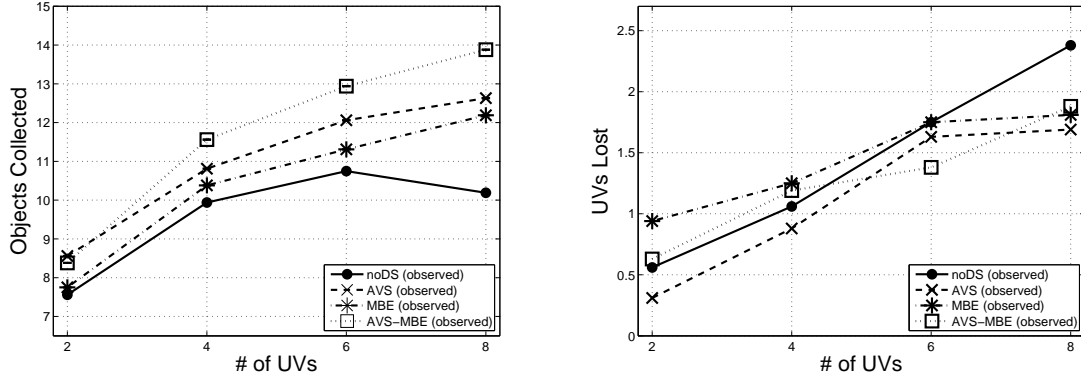 15
14
13
12
11
10
9
8
7
Objects Collected
2
4
6
8
# of UVs
noDS (observed)
AVS (observed)
MBE (observed)
AVS−MBE (observed)
2.5
2
1.5
1
0.5
0
UVs Lost
2
4
6
8
# of UVs
noDS (observed)
AVS (observed)
MBE (observed)
AVS−MBE (observed)